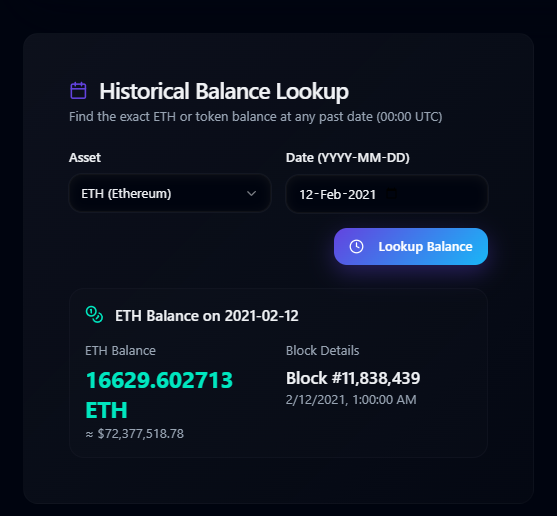 Historical Balance Lookup
Find the exact ETH or token balance at any past date (00:00 UTC)
Asset
Date (YYYY-MM-DD)
ETH (Ethereum)
12-Feb-2021
Lookup Balance
ETH Balance on 2021-02-12
ETH Balance
16629.602713
ETH
≈ $72,377,518.78
Block Details
Block #11,838,439
2/12/2021, 1:00:00 AM